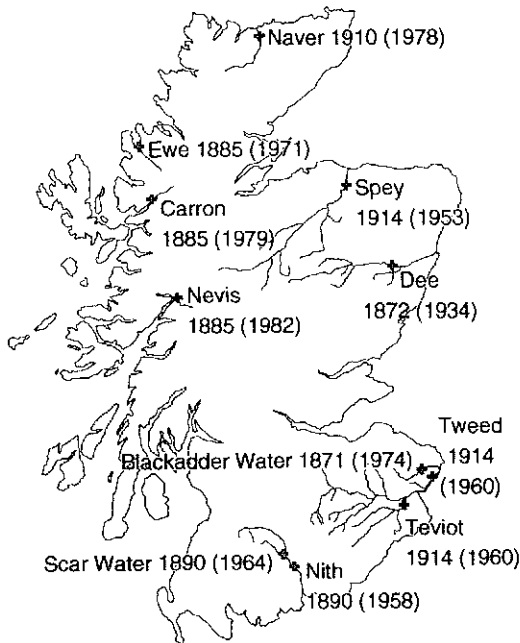 Naver 1910 (1978)
Ewe 1885 (1971)
Spey
1914 (1953)
Carron
1885 (1979)
Dee
1872 (1934)
Nevis
1885 (1982)
Tweed
1914
(1960)
Blackadder Water 1871 (1974)
Teviot
1914 (1960)
Scar Water 1890 (1964)
Nith
1890 (1958)